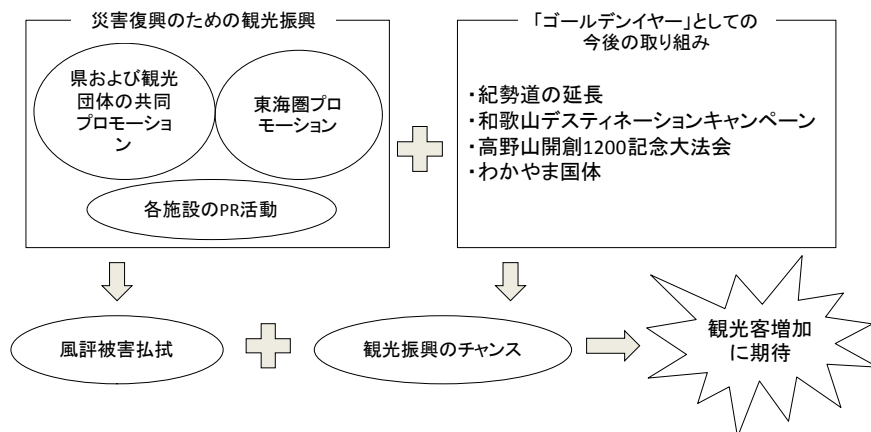 災害復興のための観光振興
県および観光
団体の共同
プロモーショ
ン
東海圏プロ
モーション
各施設のPR活動
「ゴールデンイヤー」としての
今後の取り組み
・紀勢道の延長
・和歌山デスティネーションキャンペーン
・高野山開創1200記念大法会
・わかやま国体
風評被害払拭
観光振興のチャンス
観光客増加
に期待